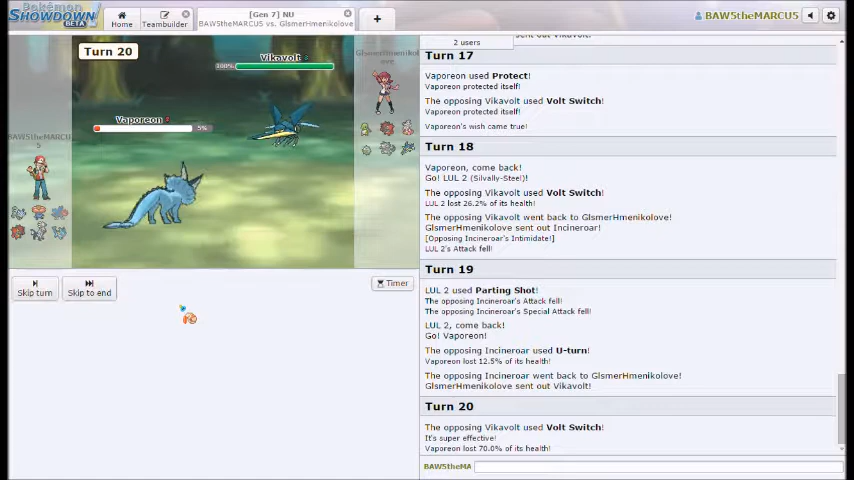 Pokémon
SHOWDOWN
BETA
Home
Teambuilder
[Gen 7] NU
BAW5theMARCUS vs. GlsmerHmenikolove
BAW5theMARCUS
Turn 20
Vikavolt
100%
Vaporeon
5%
BAW5theMARCU
5
GlsmerHmenikol
ove
Skip turn
Skip to end
Timer
2 users
Turn 17
Vaporeon used Protect!
Vaporeon protected itself!
The opposing Vikavolt used Volt Switch!
Vaporeon protected itself!
Vaporeon's wish came true!
Turn 18
Vaporeon, come back!
Go! LUL 2 (Silvally-Steel)!
The opposing Vikavolt used Volt Switch!
LUL 2 lost 26.2% of its health!
The opposing Vikavolt went back to GlsmerHmenikolove!
GlsmerHmenikolove sent out Incineroar!
[Opposing Incineroar's Intimidate!]
LUL 2's Attack fell!
Turn 19
LUL 2 used Parting Shot!
The opposing Incineroar's Attack fell!
The opposing Incineroar's Special Attack fell!
LUL 2, come back!
Go! Vaporeon!
The opposing Incineroar used U-turn!
Vaporeon lost 12.5% of its health!
The opposing Incineroar went back to GlsmerHmenikolove!
GlsmerHmenikolove sent out Vikavolt!
Turn 20
The opposing Vikavolt used Volt Switch!
It's super effective!
Vaporeon lost 70.0% of its health!
BAW5theMA